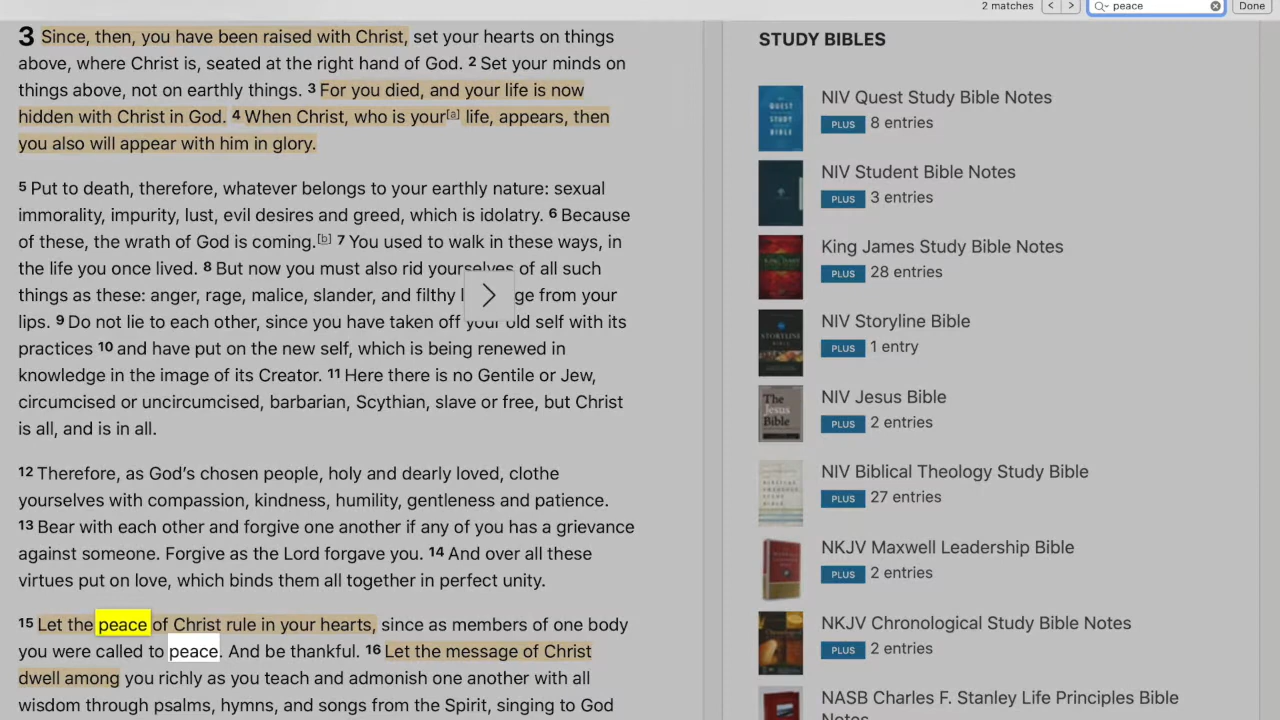 2 matches
peace
Done
3 Since, then, you have been raised with Christ, set your hearts on things
above, where Christ is, seated at the right hand of God. 2 Set your minds on
things above, not on earthly things. 3 For you died, and your life is now
hidden with Christ in God. 4 When Christ, who is your[a] life, appears, then
you also will appear with him in glory.
5 Put to death, therefore, whatever belongs to your earthly nature: sexual
immorality, impurity, lust, evil desires and greed, which is idolatry. 6 Because
of these, the wrath of God is coming.[b] 7 You used to walk in these ways, in
the life you once lived. 8 But now you must also rid yourselves of all such
things as these: anger, rage, malice, slander, and filthy l ge from your
lips. 9 Do not lie to each other, since you have taken off your old self with its
practices 10 and have put on the new self, which is being renewed in
knowledge in the image of its Creator. 11 Here there is no Gentile or Jew,
circumcised or uncircumcised, barbarian, Scythian, slave or free, but Christ
is all, and is in all.
12 Therefore, as God's chosen people, holy and dearly loved, clothe
yourselves with compassion, kindness, humility, gentleness and patience.
13 Bear with each other and forgive one another if any of you has a grievance
against someone. Forgive as the Lord forgave you. 14 And over all these
virtues put on love, which binds them all together in perfect unity.
15 Let the peace of Christ rule in your hearts, since as members of one body
you were called to peace. And be thankful. 16 Let the message of Christ
dwell among you richly as you teach and admonish one another with all
wisdom through psalms, hymns, and songs from the Spirit, singing to God
STUDY BIBLES
QUEST STUDY BIBLE
NIV Quest Study Bible Notes
PLUS 8 entries
NIV Student Bible Notes
PLUS 3 entries
King James Study Bible Notes
PLUS 28 entries
STORYLINE
NIV Storyline Bible
PLUS 1 entry
The Jesus Bible
NIV Jesus Bible
PLUS 2 entries
NIV Biblical Theology Study Bible
PLUS 27 entries
NKJV Maxwell Leadership Bible
PLUS 2 entries
NKJV Chronological Study Bible Notes
PLUS 2 entries
NASB Charles F. Stanley Life Principles Bible
Notes